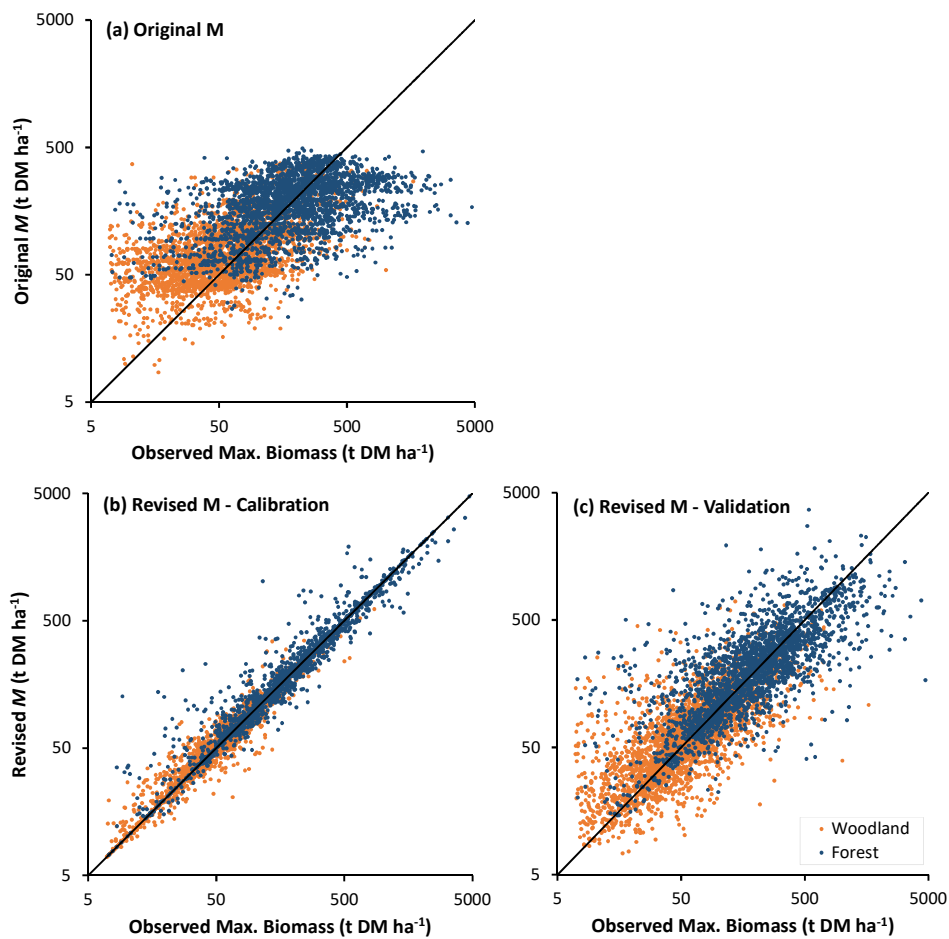 (a) Original M
Original M (t DM ha⁻¹)
5000
500
50
5
5 50 500 5000
Observed Max. Biomass (t DM ha⁻¹)
(b) Revised M - Calibration
Revised M (t DM ha⁻¹)
5000
500
50
5
5 50 500 5000
Observed Max. Biomass (t DM ha⁻¹)
(c) Revised M - Validation
5000
500
50
5
Woodland
Forest
5 50 500 5000
Observed Max. Biomass (t DM ha⁻¹)